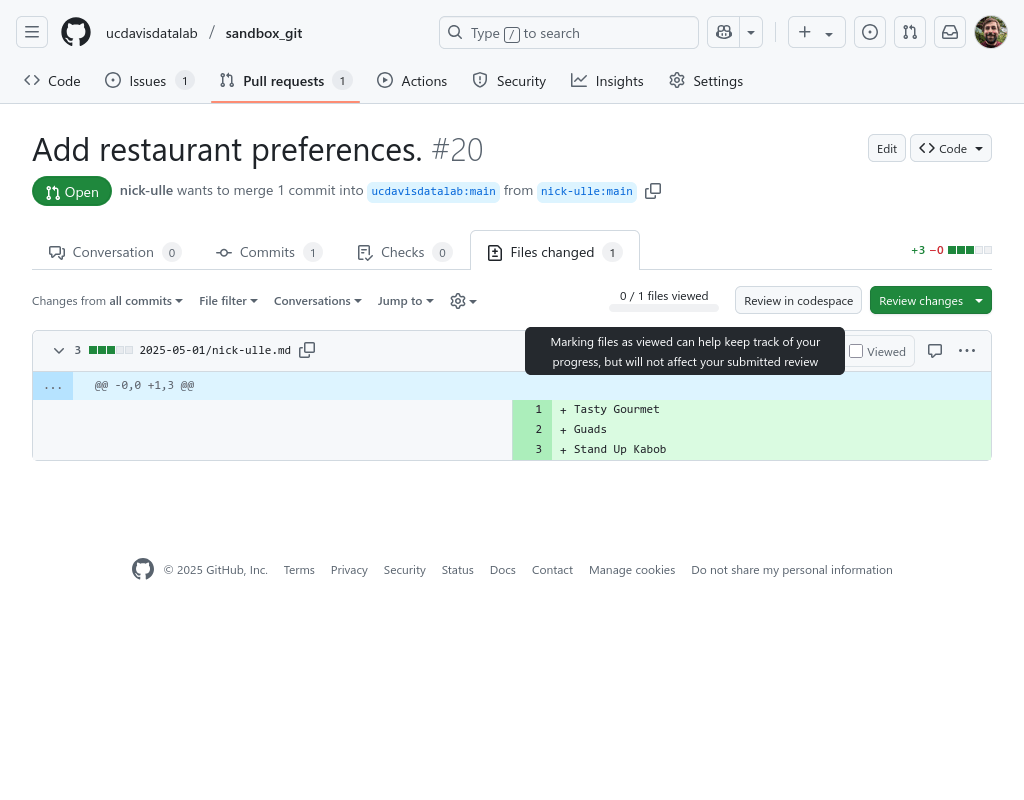 ucdavisdatalab / sandbox_git Type / to search
Code Issues 1 Pull requests 1 Actions Security Insights Settings
Add restaurant preferences. #20
Edit Code
Open nick-ulle wants to merge 1 commit into ucdavisdatalab:main from nick-ulle:main
Conversation 0 Commits 1 Checks 0 Files changed 1 +3 −0
Changes from all commits File filter Conversations Jump to 0 / 1 files viewed Review in codespace Review changes
Marking files as viewed can help keep track of your
progress, but will not affect your submitted review
3 2025-05-01/nick-ulle.md Viewed
... @@ -0,0 +1,3 @@
1 + Tasty Gourmet
2 + Guads
3 + Stand Up Kabob
© 2025 GitHub, Inc. Terms Privacy Security Status Docs Contact Manage cookies Do not share my personal information